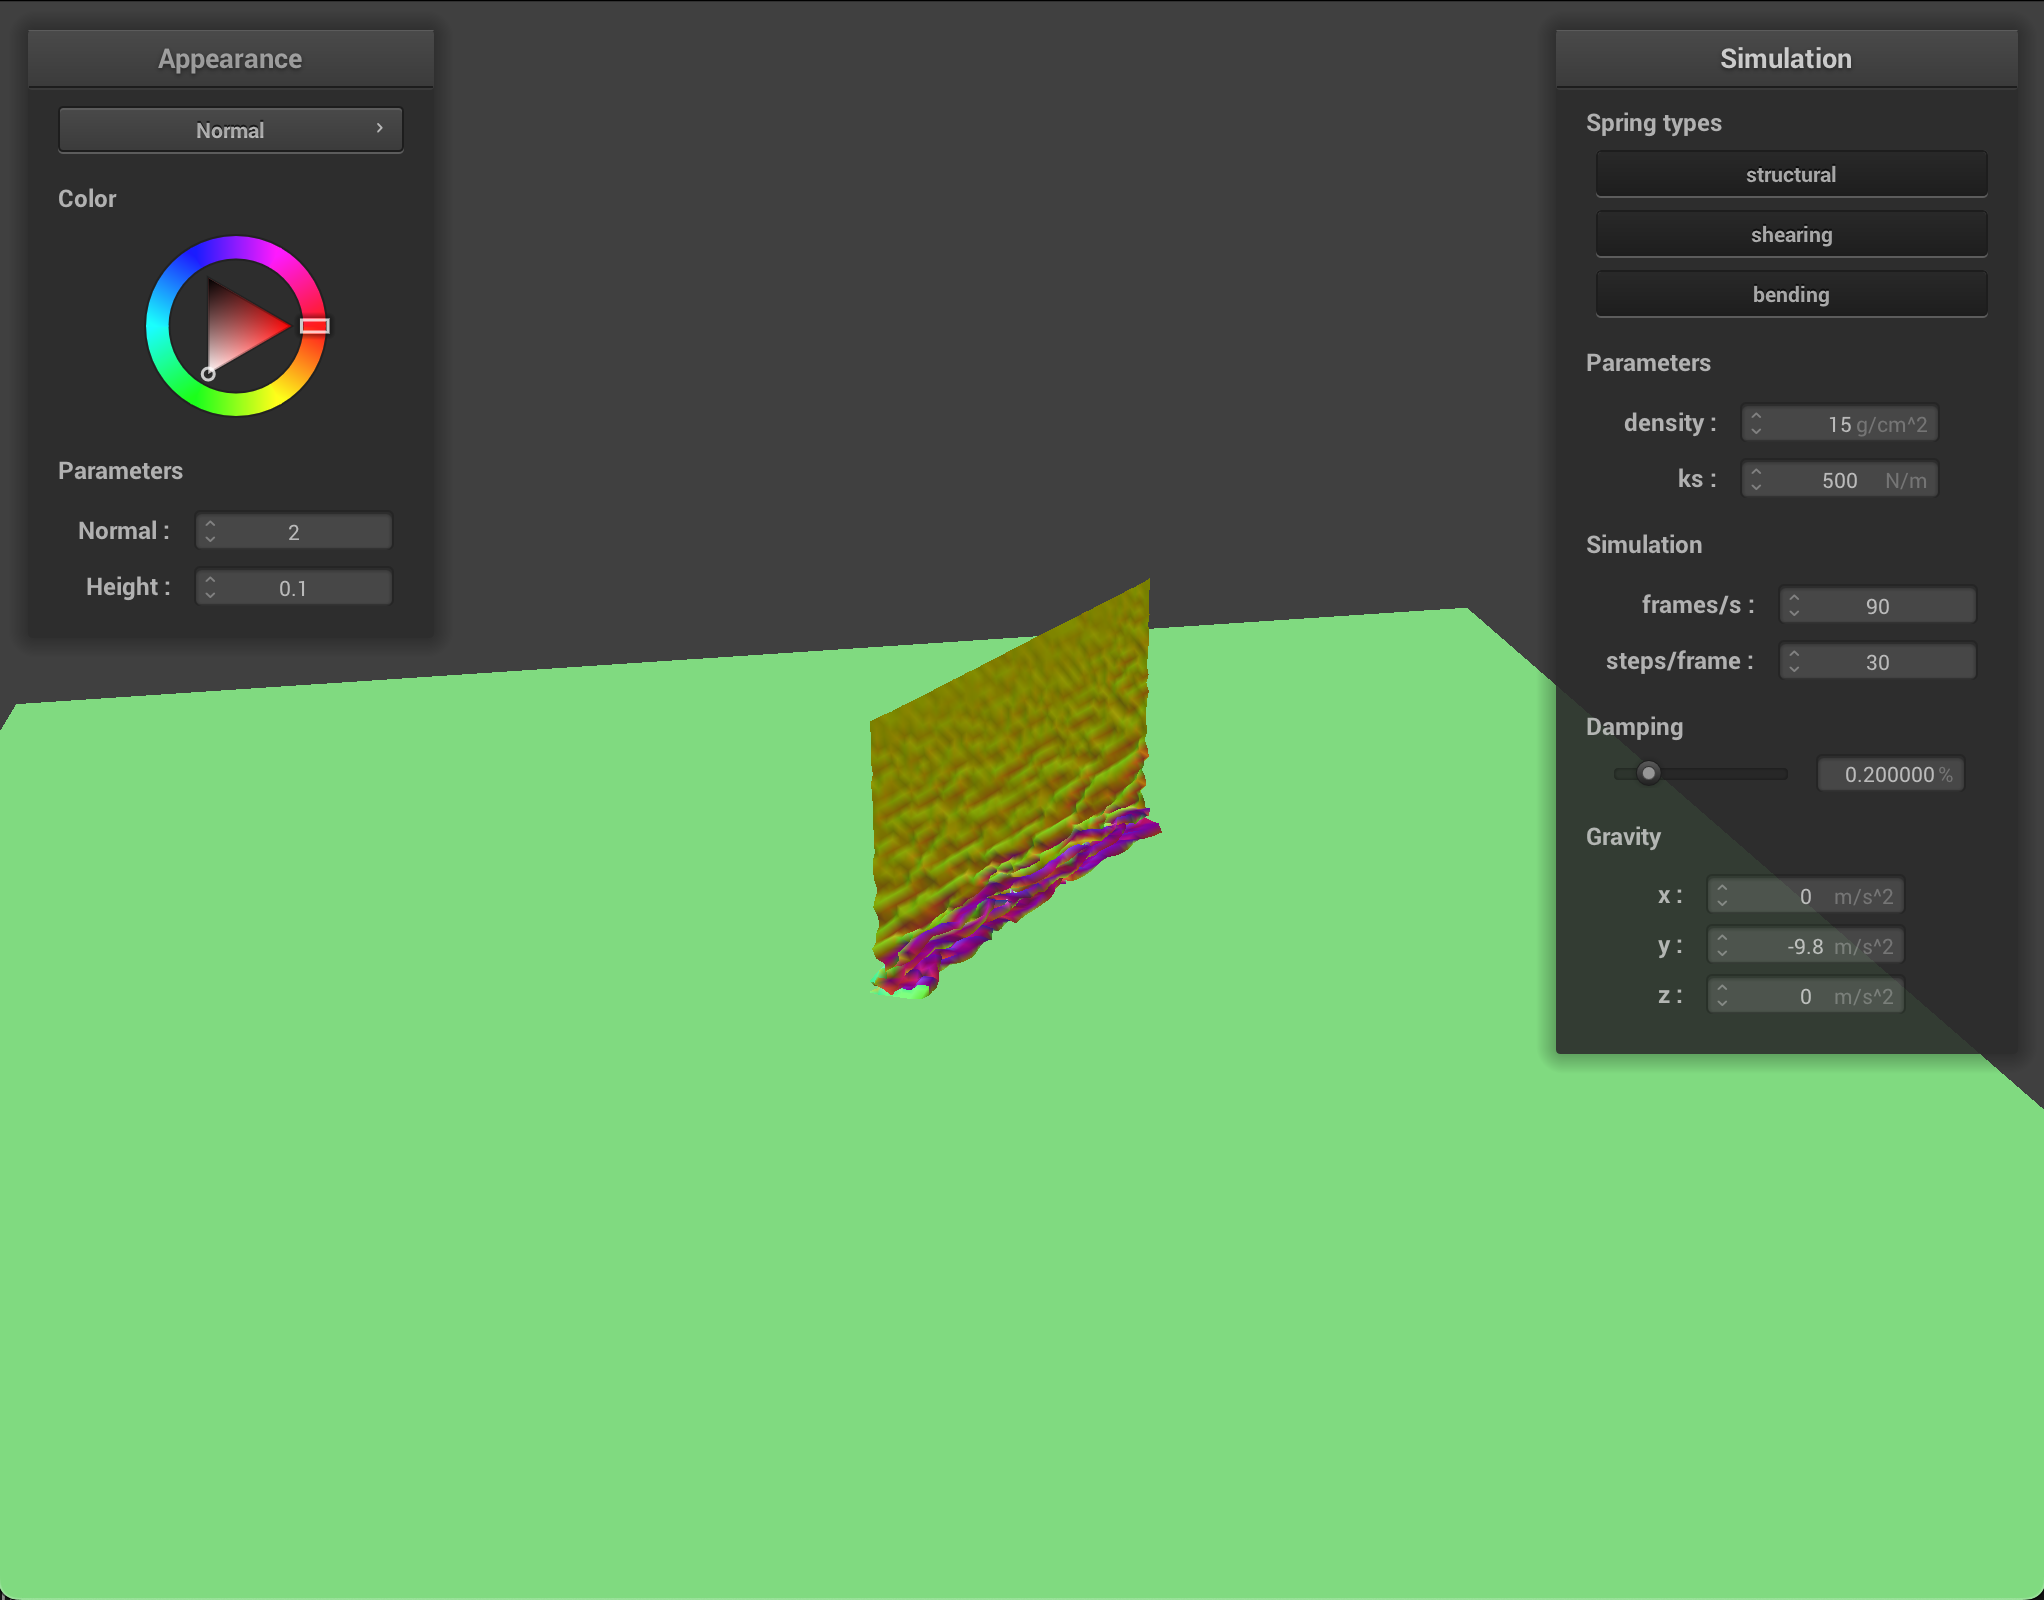 Appearance
Normal
Color
Parameters
Normal : 2
Height : 0.1
Simulation
Spring types
structural
shearing
bending
Parameters
density : 15 g/cm^2
ks : 500 N/m
Simulation
frames/s : 90
steps/frame : 30
Damping
0.200000 %
Gravity
x : 0 m/s^2
y : -9.8 m/s^2
z : 0 m/s^2